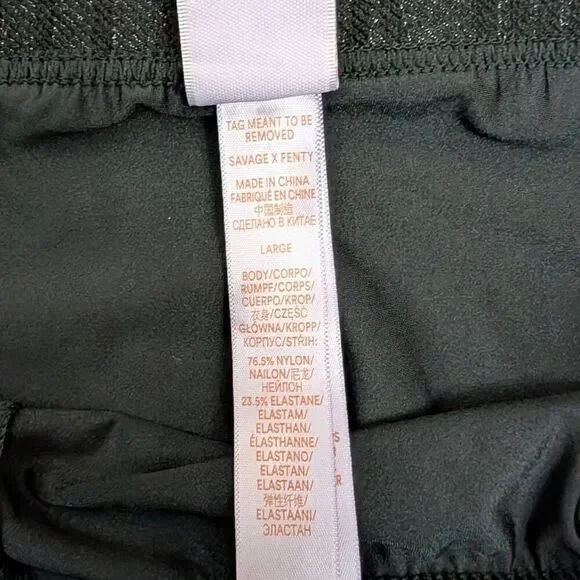 TAG MEANT TO BE
REMOVED
SAVAGE X FENTY
MADE IN CHINA
FABRIQUÉ EN CHINE
中国制造
СДЕЛАНО В КИТАЕ
LARGE
BODY/CORPO/
RUMPF/CORPS/
CUERPO/KROP/
衣身/CZĘŚĆ
GŁÓWNA/KROPP/
КОРПУС/STŘIH:
76.5% NYLON/
NAILON/尼龙/
НЕЙЛОН
23.5% ELASTANE/
ELASTAM/
ELASTHAN/
ÉLASTHANNE/
ELASTANO/
ELASTAN/
ELASTAAN/
弹性纤维/
ELASTAANI/
ЭЛАСТАН